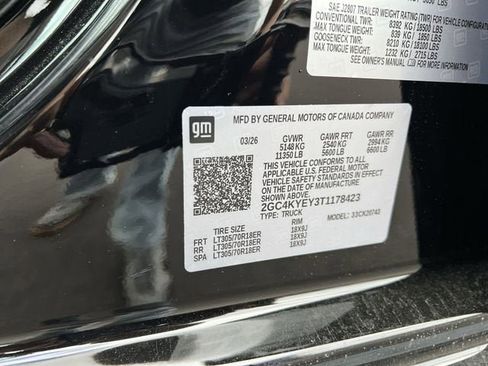 SAE J2807 TRAILER WEIGHT RATING (TWR) FOR VEHICLE CONFIGURATION
CONVENTIONAL TWR: 8392 KG / 18500 LBS
MAX TONGUE WEIGHT: 839 KG / 1850 LBS
GOOSENECK TWR: 8210 KG / 18100 LBS
MAX TONGUE WEIGHT: 1232 KG / 2715 LBS
SEE OWNER'S MANUAL
gm
MFD BY GENERAL MOTORS OF CANADA COMPANY
03/26 GVWR GAWR FRT GAWR RR
5148 KG 2540 KG 2994 KG
11350 LB 5600 LB 6600 LB
THIS VEHICLE CONFORMS TO ALL
APPLICABLE U.S. FEDERAL MOTOR
VEHICLE SAFETY STANDARDS IN
EFFECT ON THE DATE OF MANUFACTURE
SHOWN ABOVE.
2GC4KYEY3T1178423
TYPE: TRUCK MODEL: 33CK20743
RIM
FRT LT305/70R18ER 18X9J
RR LT305/70R18ER 18X9J
SPA LT305/70R18ER 18X9J